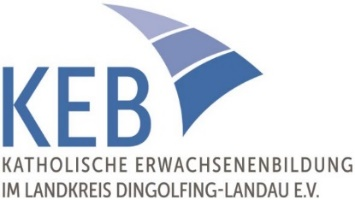 KEB
KATHOLISCHE ERWACHSENENBILDUNG
IM LANDKREIS DINGOLFING-LANDAU E.V.